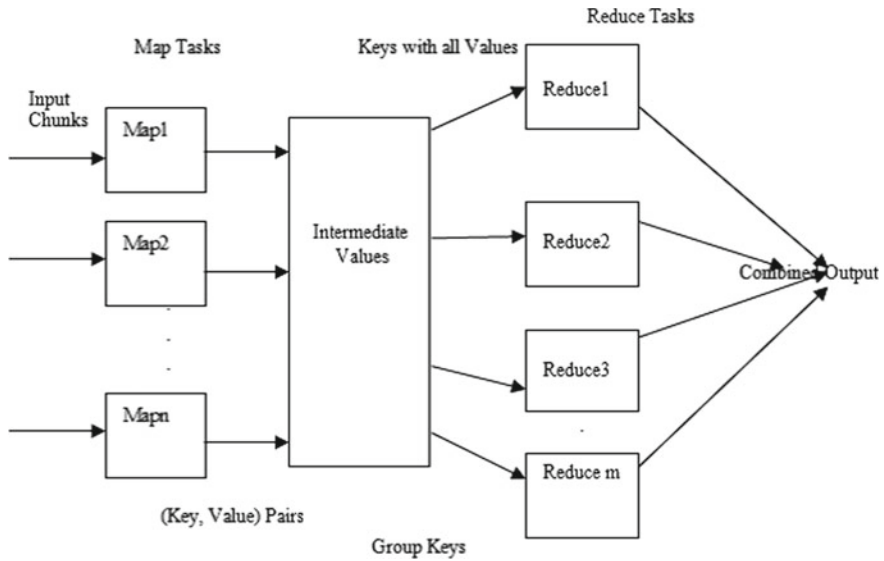 Reduce Tasks
Map Tasks
Keys with all Values
Input
Chunks
Map1
Reduce1
Map2
Intermediate
Values
Reduce2
Combined Output
Reduce3
Mapn
Reduce m
(Key, Value) Pairs
Group Keys